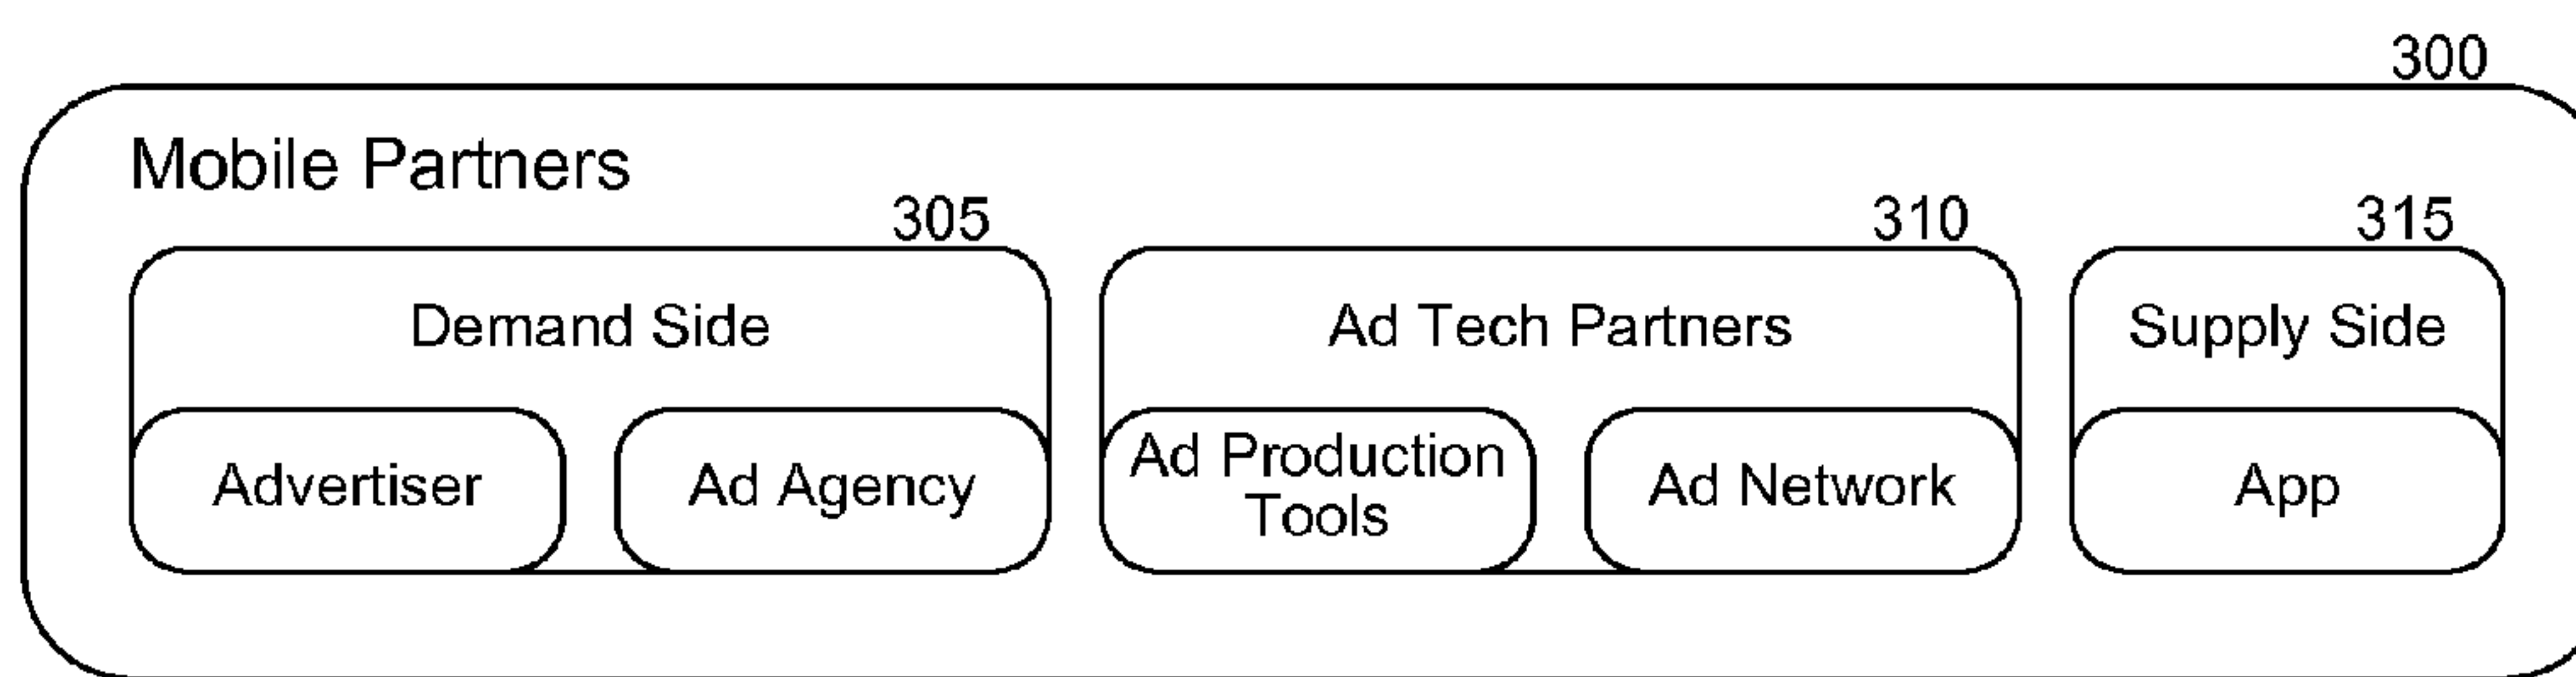 300
Mobile Partners
305
310
315
Demand Side
Ad Tech Partners
Supply Side
Advertiser
Ad Agency
Ad Production
Tools
Ad Network
App